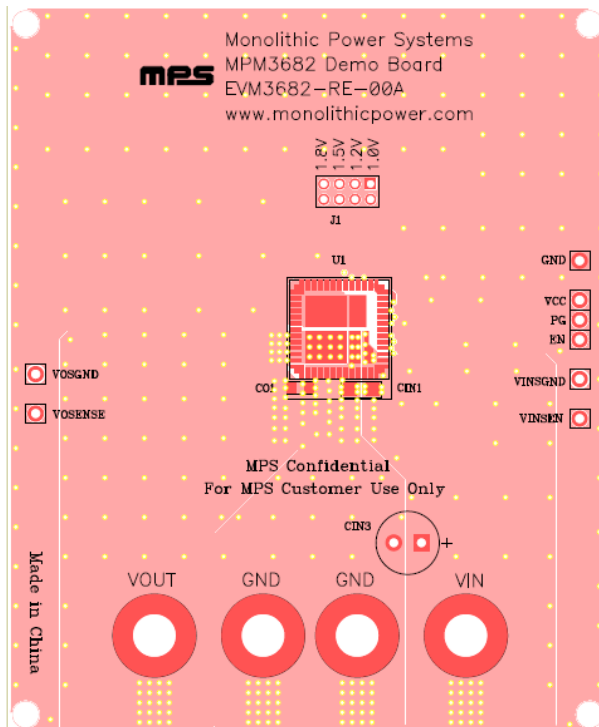 Monolithic Power Systems
mps MPM3682 Demo Board
EVM3682-RE-00A
www.monolithicpower.com
1.8V 1.5V 1.2V 1.0V
J1
U1
GND
VCC
PG
EN
VOSGND
VINSGND
CO1 CIN1
VOSENSE
VINSEN
MPS Confidential
For MPS Customer Use Only
CIN3
+
Made in China
VOUT GND GND VIN